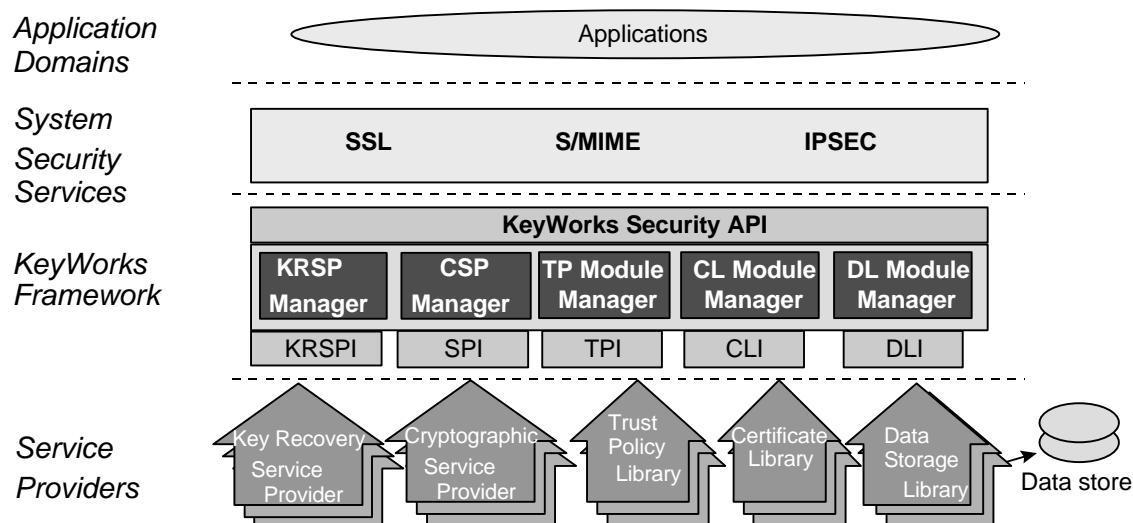 Application
Domains
Applications
System
Security
Services
SSL S/MIME IPSEC
KeyWorks
Framework
KeyWorks Security API
KRSP
Manager
CSP
Manager
TP Module
Manager
CL Module
Manager
DL Module
Manager
KRSPI SPI TPI CLI DLI
Service
Providers
Key Recovery
Service
Provider
Cryptographic
Service
Provider
Trust
Policy
Library
Certificate
Library
Data
Storage
Library
Data store